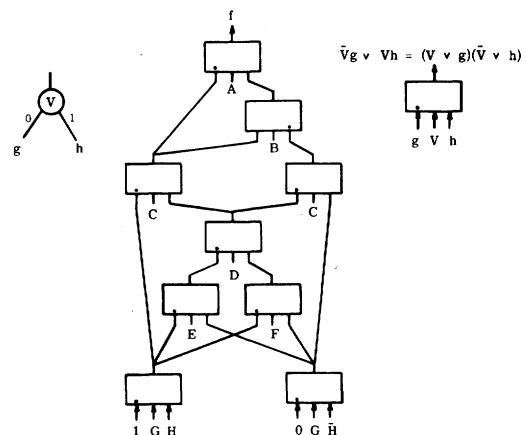 f
V̄g v Vh = (V v g)(V̄ v h)
V
0 1
g h
A
g V h
B
C C
D
E F
1 G H 0 G H̄